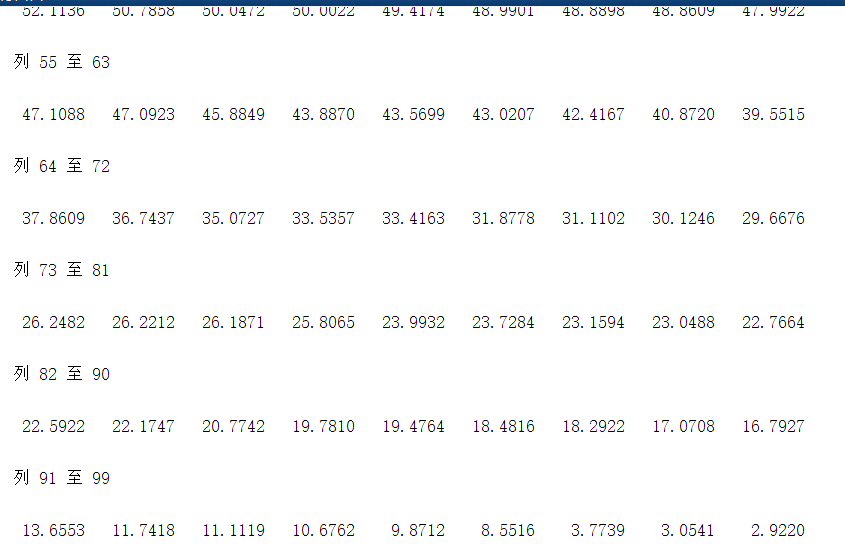 52.1136 50.7858 50.0472 50.0022 49.4174 48.9901 48.8898 48.8609 47.9922
列 55 至 63
47.1088 47.0923 45.8849 43.8870 43.5699 43.0207 42.4167 40.8720 39.5515
列 64 至 72
37.8609 36.7437 35.0727 33.5357 33.4163 31.8778 31.1102 30.1246 29.6676
列 73 至 81
26.2482 26.2212 26.1871 25.8065 23.9932 23.7284 23.1594 23.0488 22.7664
列 82 至 90
22.5922 22.1747 20.7742 19.7810 19.4764 18.4816 18.2922 17.0708 16.7927
列 91 至 99
13.6553 11.7418 11.1119 10.6762 9.8712 8.5516 3.7739 3.0541 2.9220